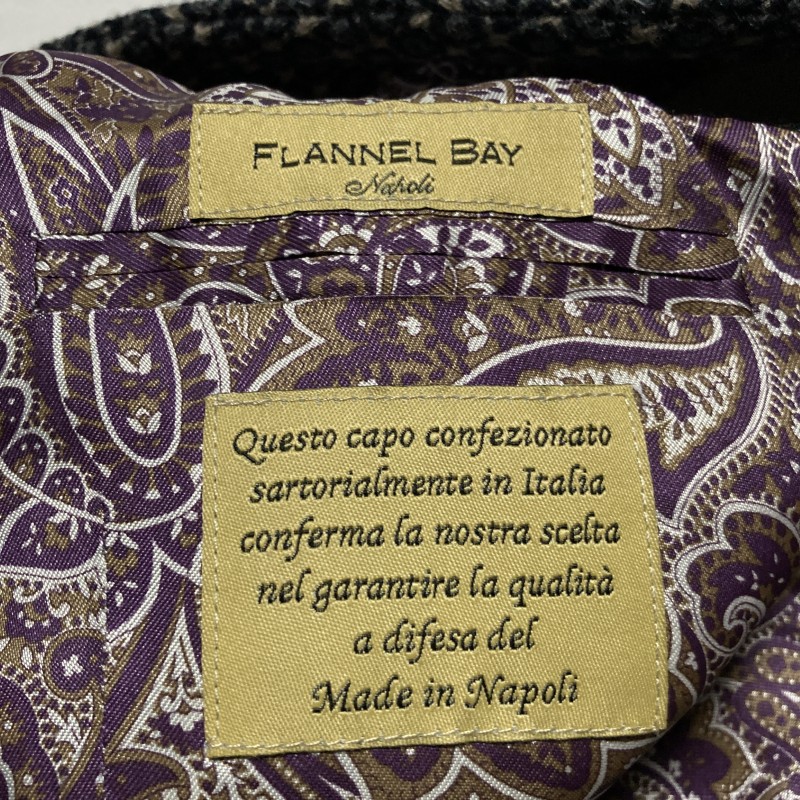 FLANNEL BAY
Napoli
Questo capo confezionato
sartorialmente in Italia
conferma la nostra scelta
nel garantire la qualità
a difesa del
Made in Napoli